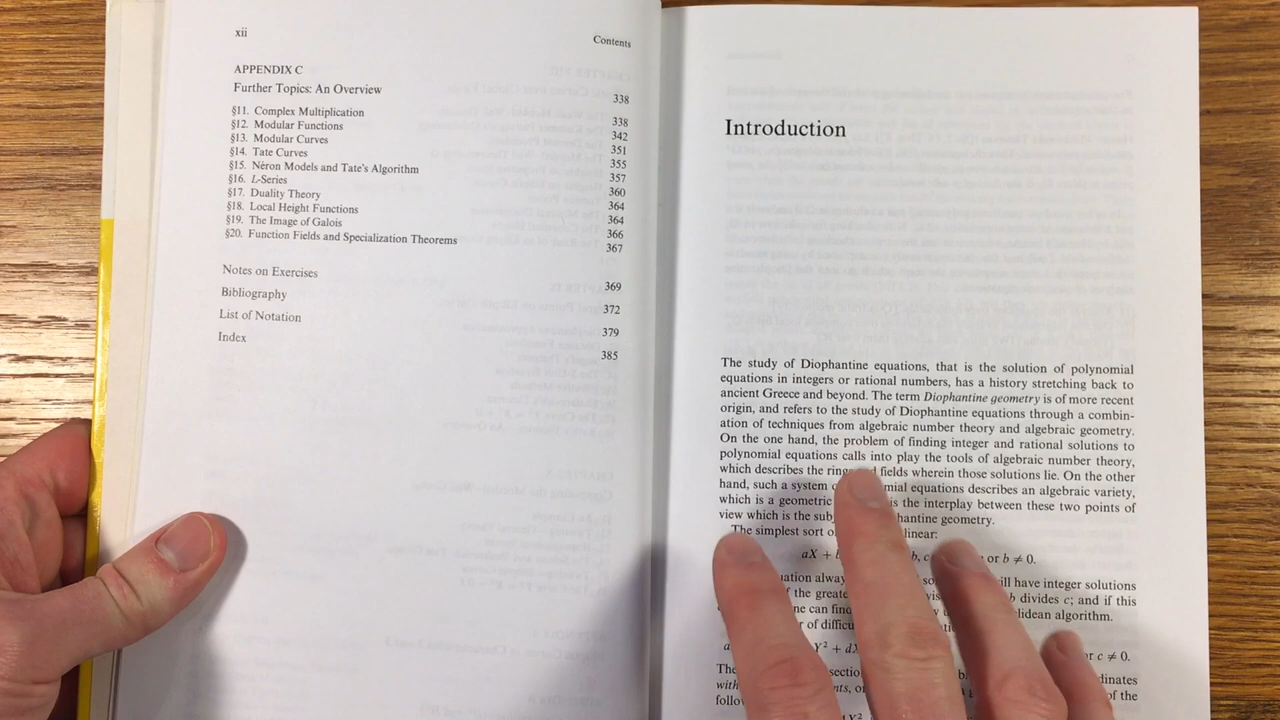 xii
Contents
APPENDIX C
Further Topics: An Overview 338
§11. Complex Multiplication 338
§12. Modular Functions 342
§13. Modular Curves 351
§14. Tate Curves 355
§15. Néron Models and Tate's Algorithm 357
§16. L-Series 360
§17. Duality Theory 364
§18. Local Height Functions 364
§19. The Image of Galois 366
§20. Function Fields and Specialization Theorems 367
Notes on Exercises 369
Bibliography 372
List of Notation 379
Index 385
Introduction
The study of Diophantine equations, that is the solution of polynomial
equations in integers or rational numbers, has a history stretching back to
ancient Greece and beyond. The term Diophantine geometry is of more recent
origin, and refers to the study of Diophantine equations through a combin-
ation of techniques from algebraic number theory and algebraic geometry.
On the one hand, the problem of finding integer and rational solutions to
polynomial equations calls into play the tools of algebraic number theory,
which describes the rings fields wherein those solutions lie. On the other
hand, such a system equations describes an algebraic variety,
which is a geometric is the interplay between these two points of
view which is the geometry.
The simplest sort linear:
aX + b, c or b ≠ 0.
have integer solutions
the b divides c; and if this
can algorithm.
of
Y² + or c ≠ 0.
The
with or
of the